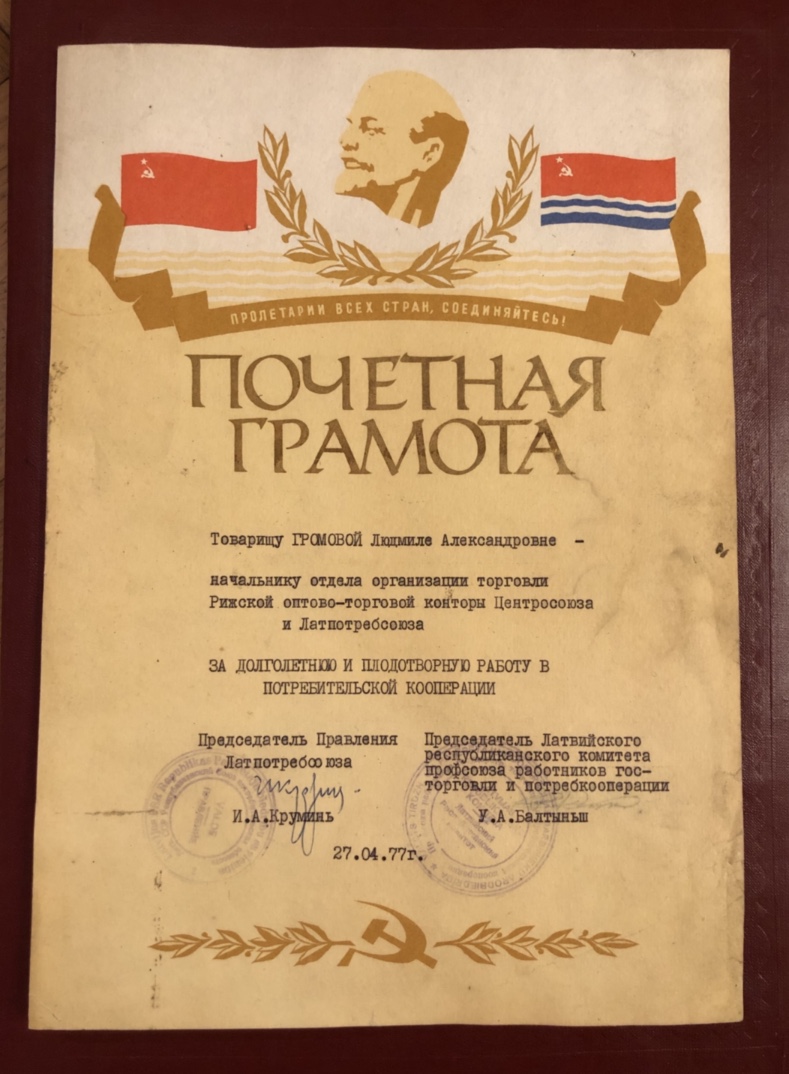 ПРОЛЕТАРИИ ВСЕХ СТРАН, СОЕДИНЯЙТЕСЬ!
ПОЧЕТНАЯ
ГРАМОТА
Товарищу ГРОМОВОЙ Людмиле Александровне –
начальнику отдела организации торговли
Рижской оптово-торговой конторы Центросоюза
и Латпотребсоюза
ЗА ДОЛГОЛЕТНЮЮ И ПЛОДОТВОРНУЮ РАБОТУ В
ПОТРЕБИТЕЛЬСКОЙ КООПЕРАЦИИ
Председатель Правления
Латпотребсоюза
И.А.Круминь
Председатель Латвийского
республиканского комитета
профсоюза работников гос-
торговли и потребкооперации
У.А.Балтыньш
27.04.77г.